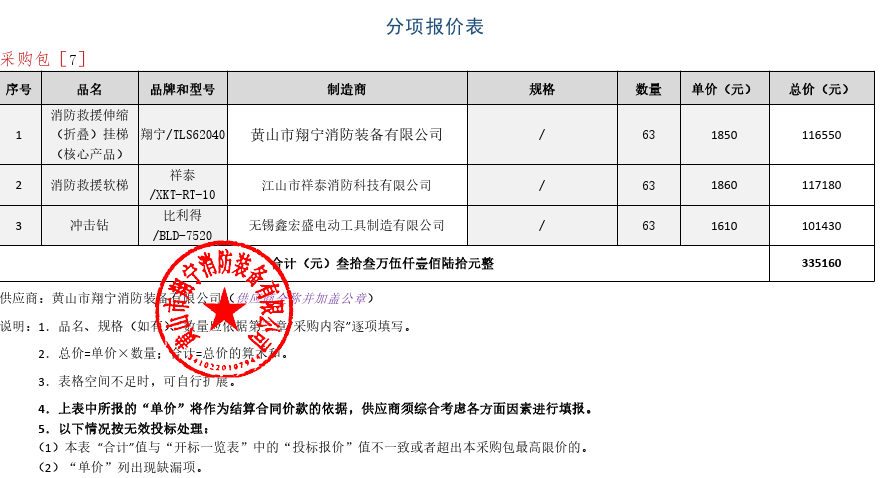 分项报价表
采购包［7］
序号 品名 品牌和型号 制造商 规格 数量 单价（元） 总价（元）
1 消防救援伸缩（折叠）挂梯（核心产品） 翔宁/TLS62040 黄山市翔宁消防装备有限公司 / 63 1850 116550
2 消防救援软梯 祥泰/XKT-RT-10 江山市祥泰消防科技有限公司 / 63 1860 117180
3 冲击钻 比利得/BLD-7520 无锡鑫宏盛电动工具制造有限公司 / 63 1610 101430
合计（元）叁拾叁万伍仟壹佰陆拾元整 335160
供应商：黄山市翔宁消防装备有限公司（供应商全称并加盖公章）
说明：1. 品名、规格（如有）、数量应依据第三章“采购内容”逐项填写。
2. 总价=单价×数量；合计=总价的算术和。
3. 表格空间不足时，可自行扩展。
4. 上表中所报的“单价”将作为结算合同价款的依据，供应商须综合考虑各方面因素进行填报。
5. 以下情况按无效投标处理：
（1）本表 “合计”值与“开标一览表”中的“投标报价”值不一致或者超出本采购包最高限价的。
（2）“单价”列出现缺漏项。
黄山市翔宁消防装备有限公司